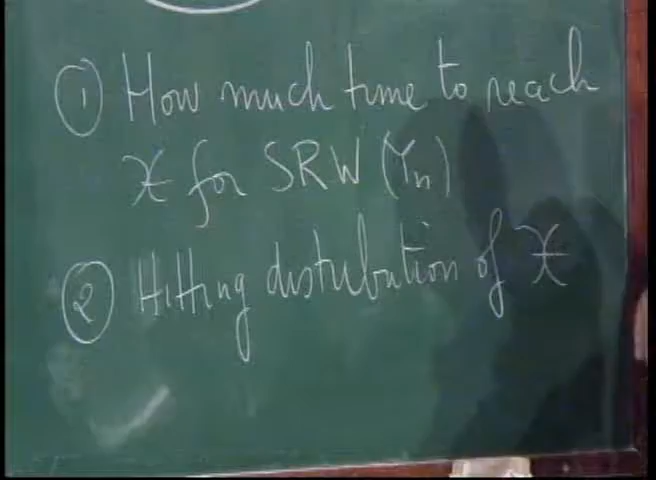 ① How much time to reach
𝒳 for SRW (Yn)
② Hitting distribution of 𝒳